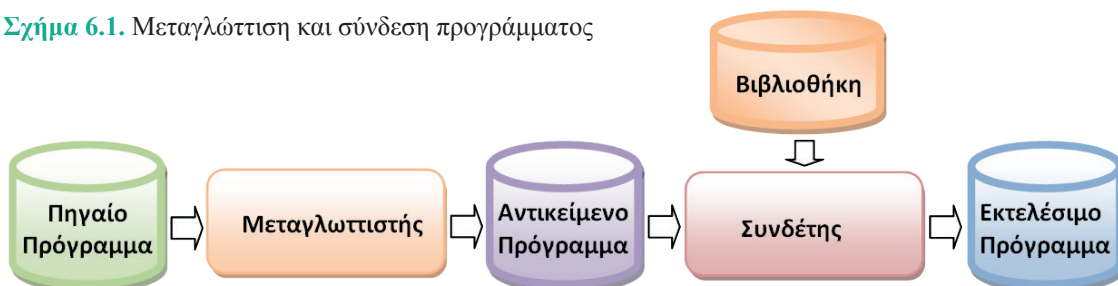 Σχήμα 6.1. Μεταγλώττιση και σύνδεση προγράμματος
Βιβλιοθήκη
Πηγαίο
Πρόγραμμα
Μεταγλωττιστής
Αντικείμενο
Πρόγραμμα
Συνδέτης
Εκτελέσιμο
Πρόγραμμα